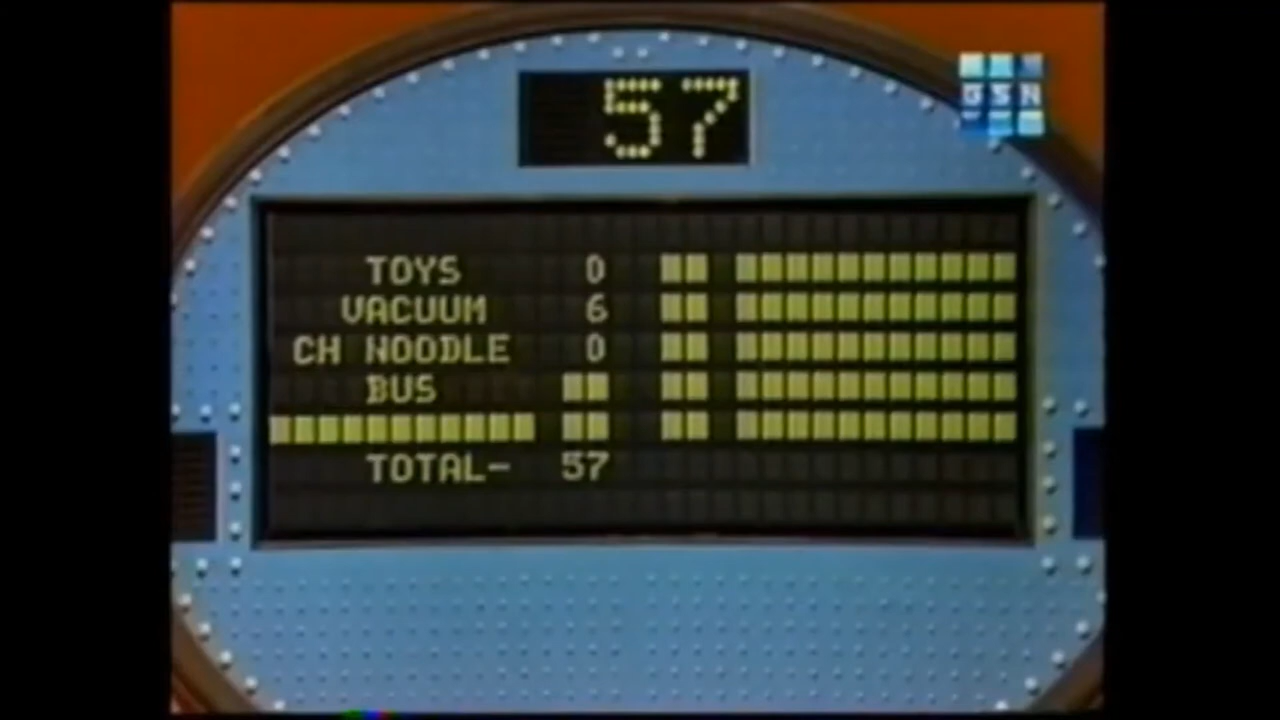 57
GSN
TOYS 0
VACUUM 6
CH NOODLE 0
BUS
TOTAL- 57